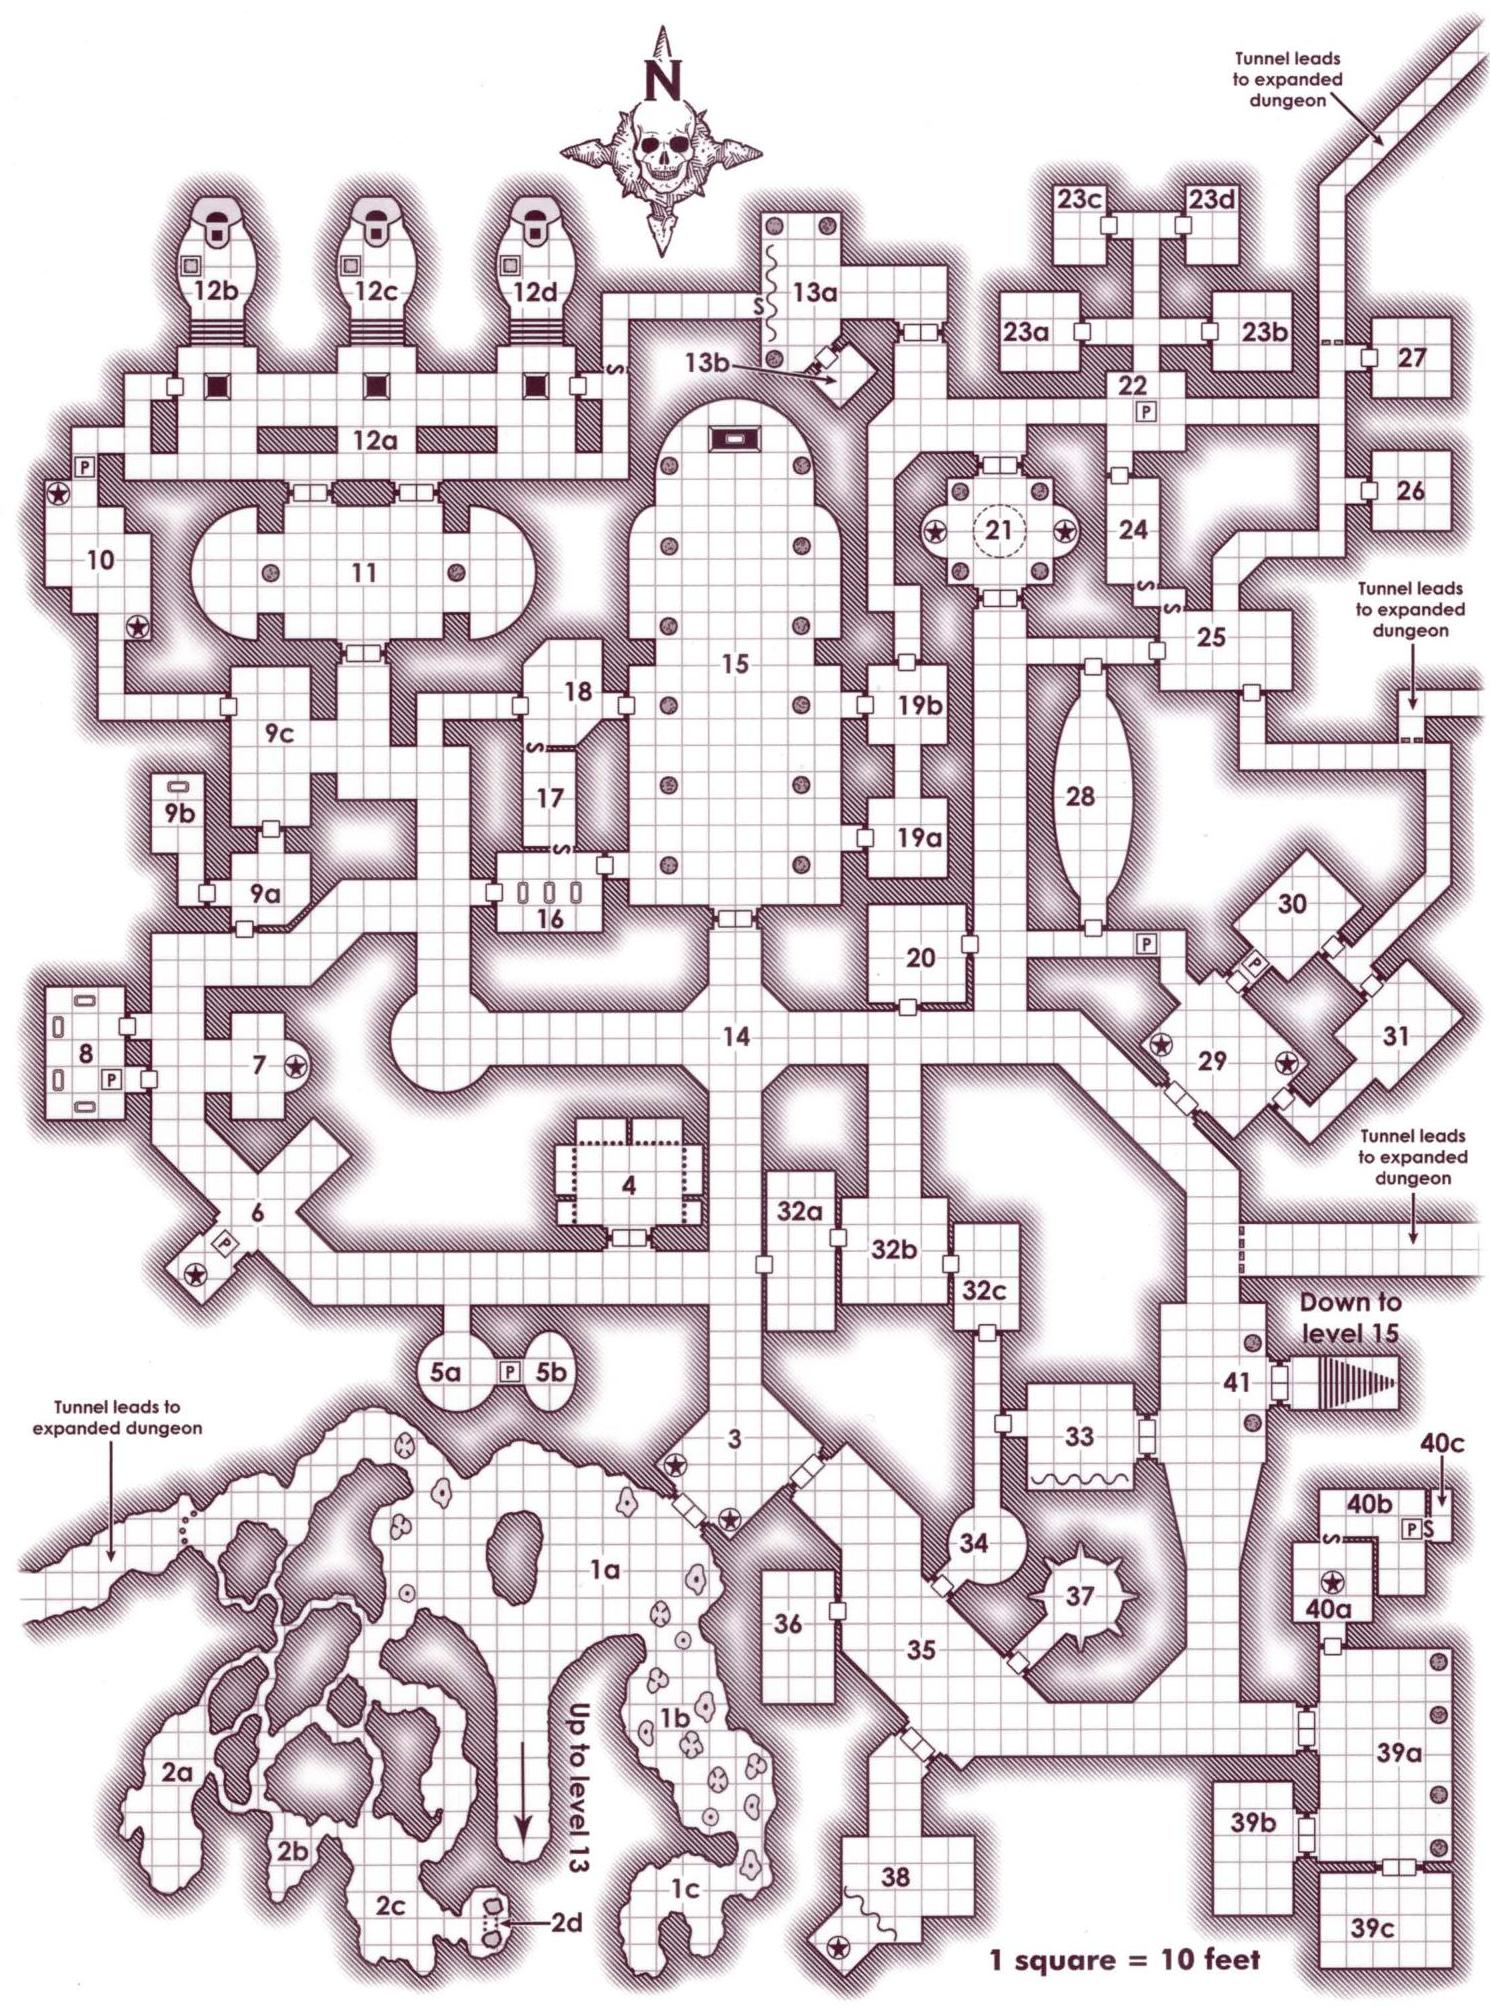 N
Tunnel leads
to expanded
dungeon
23c
23d
12b
12c
12d
13a
S
23a
23b
27
13b
S
22
P
12a
P
26
10
11
21
24
S
S
Tunnel leads
to expanded
dungeon
25
15
18
9c
19b
S
17
28
9b
19a
S
9a
16
30
20
P
P
8
7
14
31
29
P
Tunnel leads
to expanded
dungeon
4
6
32a
P
32b
32c
Down to
level 15
5a
P
5b
41
Tunnel leads to
expanded dungeon
3
33
40c
40b
P
S
S
34
1a
37
40a
36
35
1b
Up to level 13
39a
2a
39b
2b
38
1c
2c
2d
39c
1 square = 10 feet